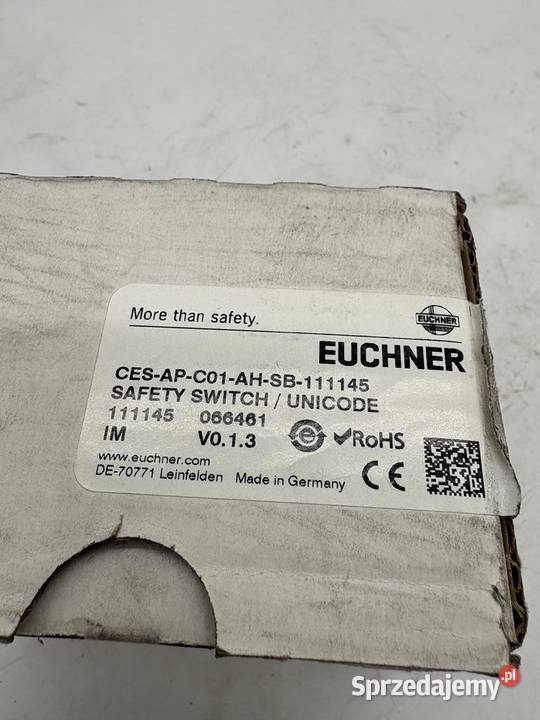 More than safety.
EUCHNER
EUCHNER
CES-AP-C01-AH-SB-111145
SAFETY SWITCH / UNICODE
111145 066461
IM V0.1.3 e RoHS
www.euchner.com
DE-70771 Leinfelden Made in Germany CE
Sprzedajemy.pl